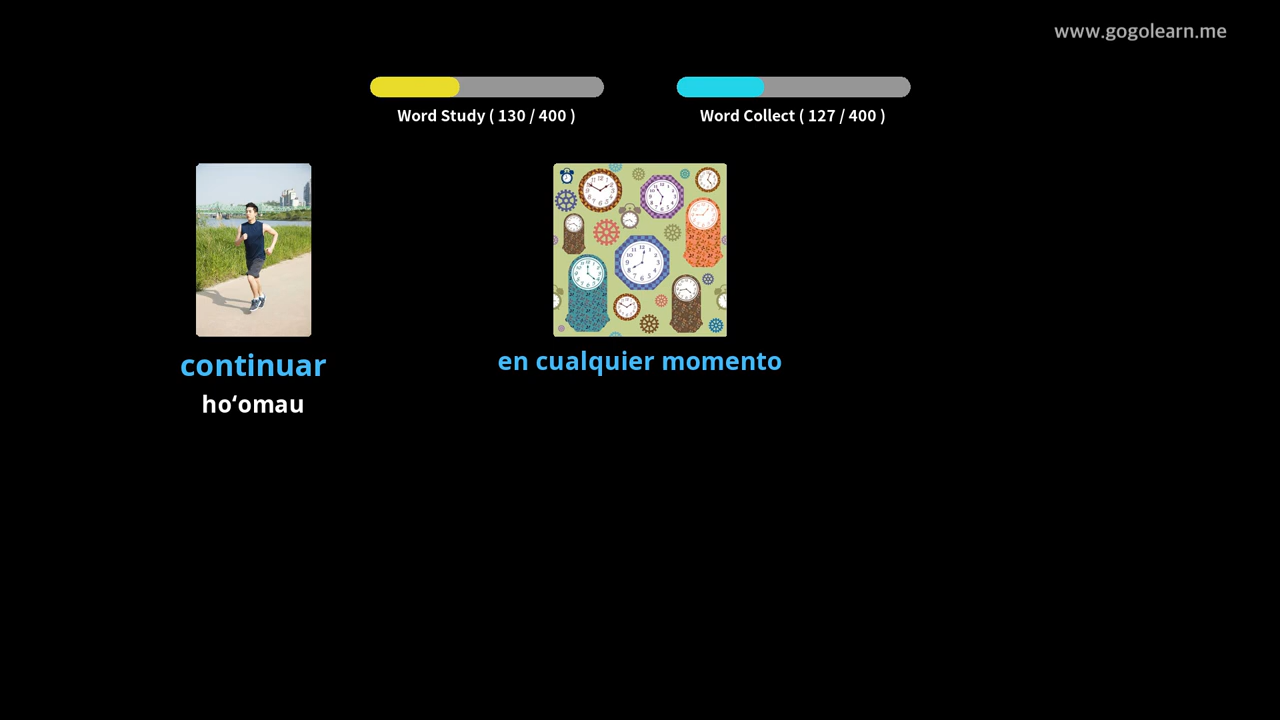 www.gogolearn.me
Word Study ( 130 / 400 )
Word Collect ( 127 / 400 )
continuar
hoʻomau
en cualquier momento